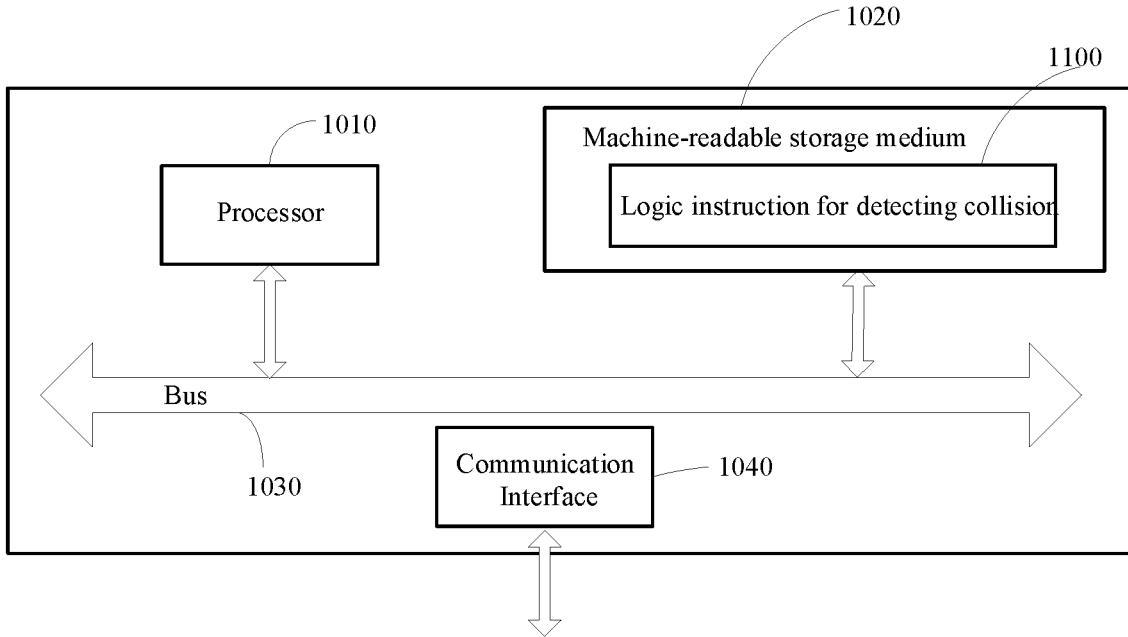 1020
1100
1010
Machine-readable storage medium
Processor
Logic instruction for detecting collision
Bus
1030
Communication
Interface
1040